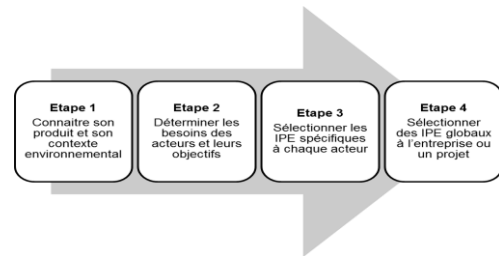 Etape 1
Connaitre son
produit et son
contexte
environnemental
Etape 2
Déterminer les
besoins des
acteurs et leurs
objectifs
Etape 3
Sélectionner les
IPE spécifiques
à chaque acteur
Etape 4
Sélectionner
des IPE globaux
à l'entreprise ou
un projet